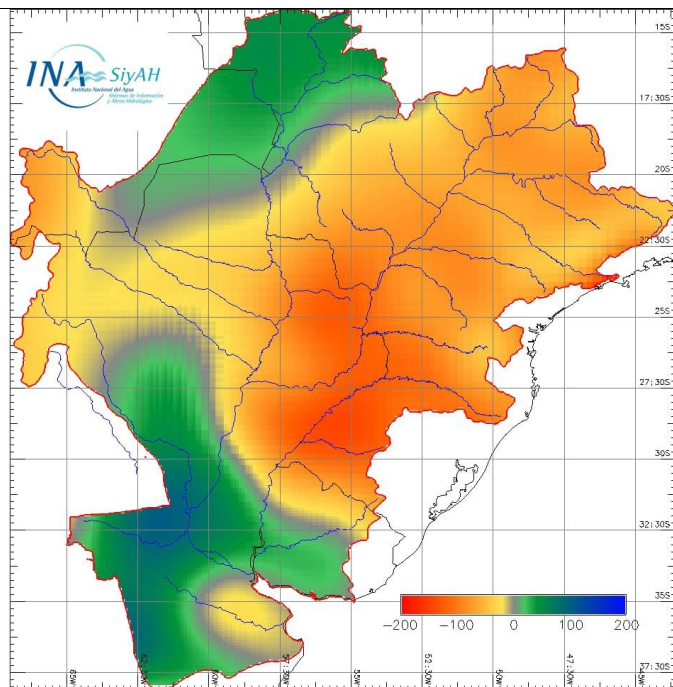 INA SiyAH
Instituto Nacional del Agua
Sistemas de Información
y Alerta Hidrológico
15S
17:30S
20S
22:30S
25S
27:30S
30S
32:30S
35S
37:30S
-200 -100 0 100 200
65W
62:30W
60W
57:30W
55W
52:30W
50W
47:30W
45W